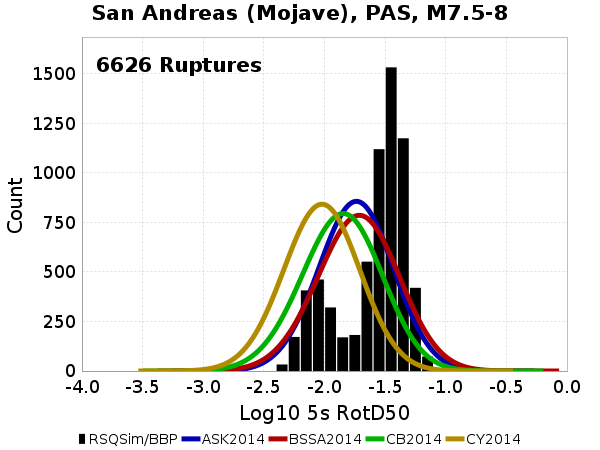 San Andreas (Mojave), PAS, M7.5-8
6626 Ruptures
Count
1500
1250
1000
750
500
250
0
-4.0 -3.5 -3.0 -2.5 -2.0 -1.5 -1.0 -0.5 0.0
Log10 5s RotD50
RSQSim/BBP ASK2014 BSSA2014 CB2014 CY2014